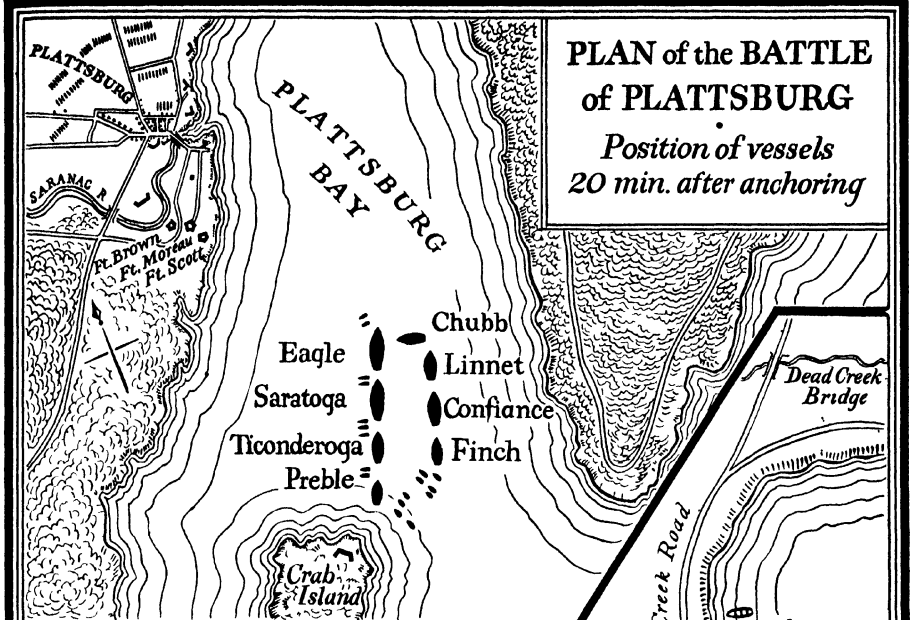 PLAN of the BATTLE
of PLATTSBURG
Position of vessels
20 min. after anchoring
PLATTSBURG
PLATTSBURG
BAY
SARANAC R.
Ft. Brown
Ft. Moreau
Ft. Scott
Chubb
Eagle
Linnet
Saratoga
Confiance
Ticonderoga
Finch
Preble
Crab
Island
Dead Creek
Bridge
Creek Road